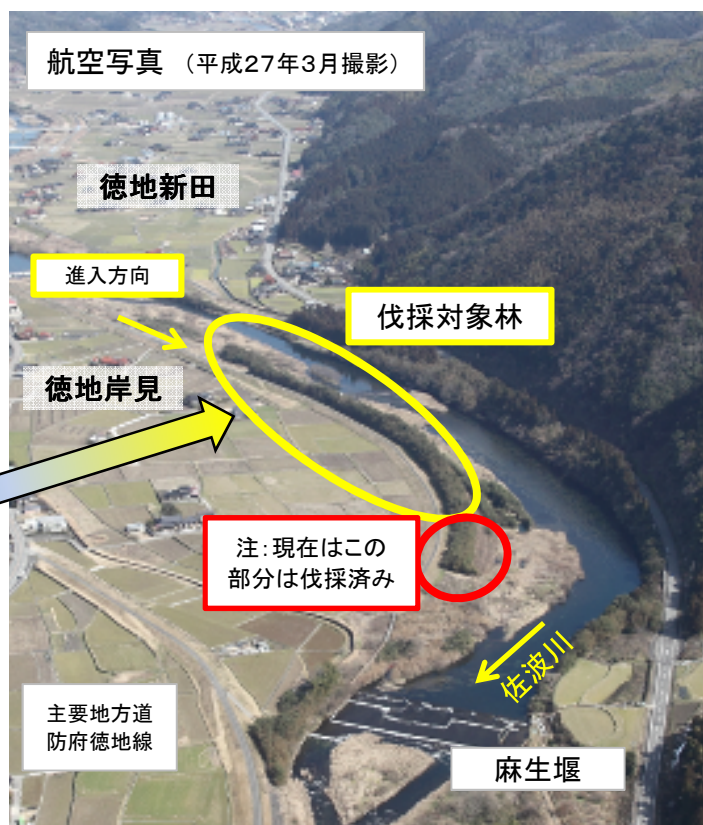 航空写真 （平成27年3月撮影）
徳地新田
進入方向
伐採対象林
徳地岸見
注：現在はこの
部分は伐採済み
佐波川
主要地方道
防府徳地線
麻生堰